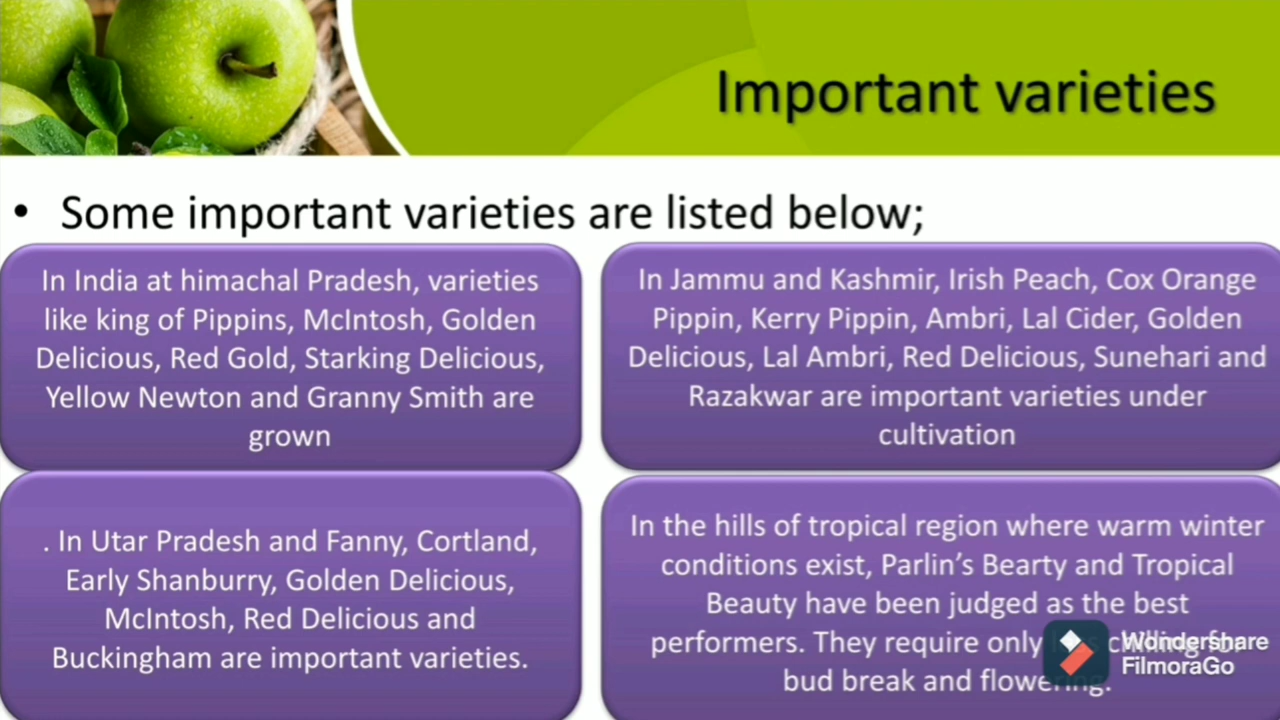 Important varieties
• Some important varieties are listed below;
In India at himachal Pradesh, varieties
like king of Pippins, McIntosh, Golden
Delicious, Red Gold, Starking Delicious,
Yellow Newton and Granny Smith are
grown
In Jammu and Kashmir, Irish Peach, Cox Orange
Pippin, Kerry Pippin, Ambri, Lal Cider, Golden
Delicious, Lal Ambri, Red Delicious, Sunehari and
Razakwar are important varieties under
cultivation
. In Utar Pradesh and Fanny, Cortland,
Early Shanburry, Golden Delicious,
McIntosh, Red Delicious and
Buckingham are important varieties.
In the hills of tropical region where warm winter
conditions exist, Parlin's Bearty and Tropical
Beauty have been judged as the best
performers. They require only
bud break and flowering.
Wondershare
FilmoraGo